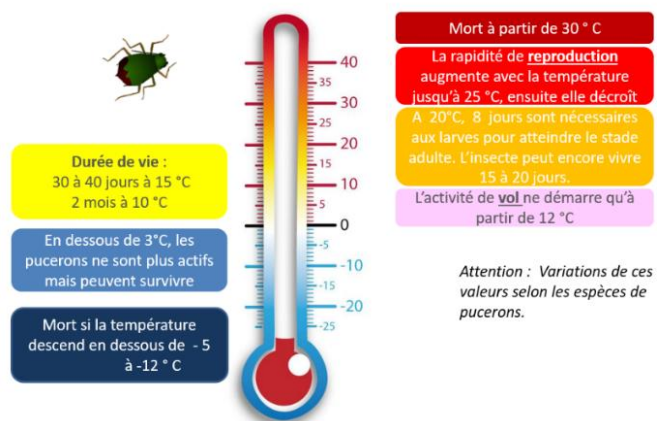 Mort à partir de 30 ° C
La rapidité de reproduction
augmente avec la température
jusqu'à 25 °C, ensuite elle décroît
A 20°C, 8 jours sont nécessaires
aux larves pour atteindre le stade
adulte. L'insecte peut encore vivre
15 à 20 jours.
L'activité de vol ne démarre qu'à
partir de 12 °C
Attention : Variations de ces
valeurs selon les espèces de
pucerons.
Durée de vie :
30 à 40 jours à 15 °C
2 mois à 10 °C
En dessous de 3°C, les
pucerons ne sont plus actifs
mais peuvent survivre
Mort si la température
descend en dessous de - 5
à -12 ° C
40
35
30
25
20
15
10
5
0
-5
-10
-15
-20
-25